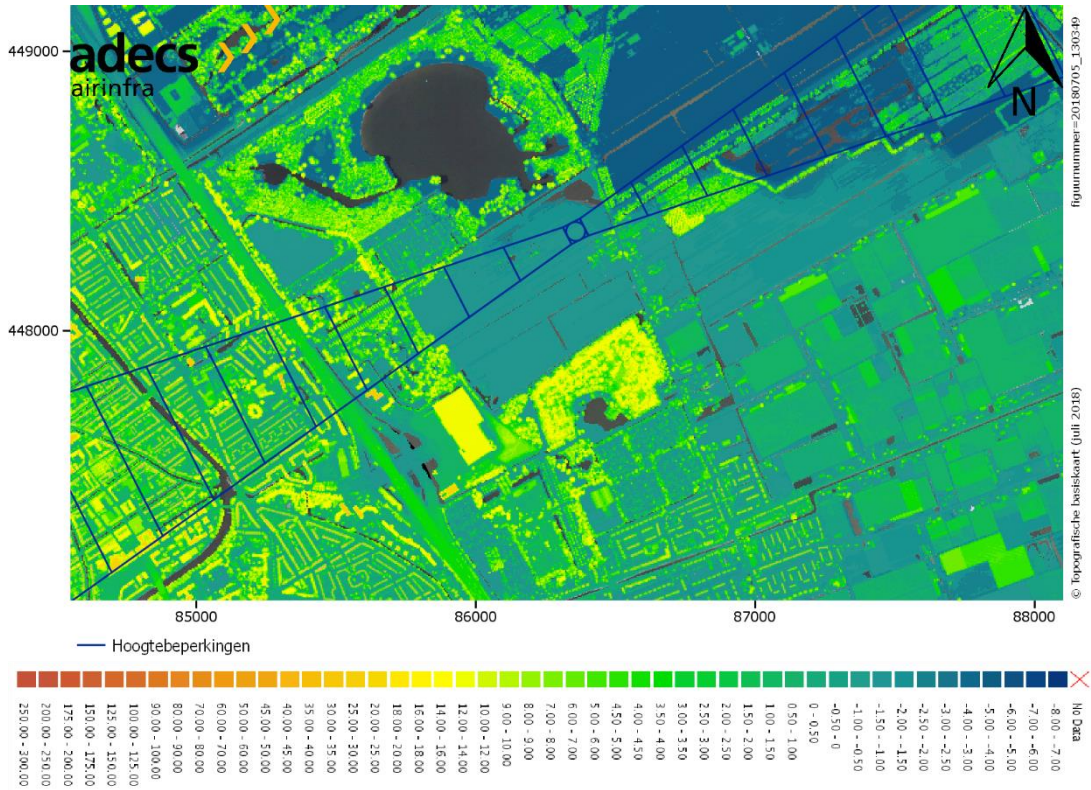 449000
adecs
airinfra
N
figuurnummer=20180705_130349
448000
© Topografische basiskaart (juli 2018)
85000
86000
87000
88000
Hoogtebeperkingen
250.00 - 300.00
200.00 - 250.00
175.00 - 200.00
150.00 - 175.00
125.00 - 150.00
100.00 - 125.00
90.00 - 100.00
80.00 - 90.00
70.00 - 80.00
60.00 - 70.00
50.00 - 60.00
45.00 - 50.00
40.00 - 45.00
35.00 - 40.00
30.00 - 35.00
25.00 - 30.00
20.00 - 25.00
18.00 - 20.00
16.00 - 18.00
14.00 - 16.00
12.00 - 14.00
10.00 - 12.00
9.00 - 10.00
8.00 - 9.00
7.00 - 8.00
6.00 - 7.00
5.00 - 6.00
4.50 - 5.00
4.00 - 4.50
3.50 - 4.00
3.00 - 3.50
2.50 - 3.00
2.00 - 2.50
1.50 - 2.00
1.00 - 1.50
0.50 - 1.00
0 - 0.50
-0.50 - 0
-1.00 - -0.50
-1.50 - -1.00
-2.00 - -1.50
-2.50 - -2.00
-3.00 - -2.50
-4.00 - -3.00
-5.00 - -4.00
-6.00 - -5.00
-7.00 - -6.00
-8.00 - -7.00
No Data